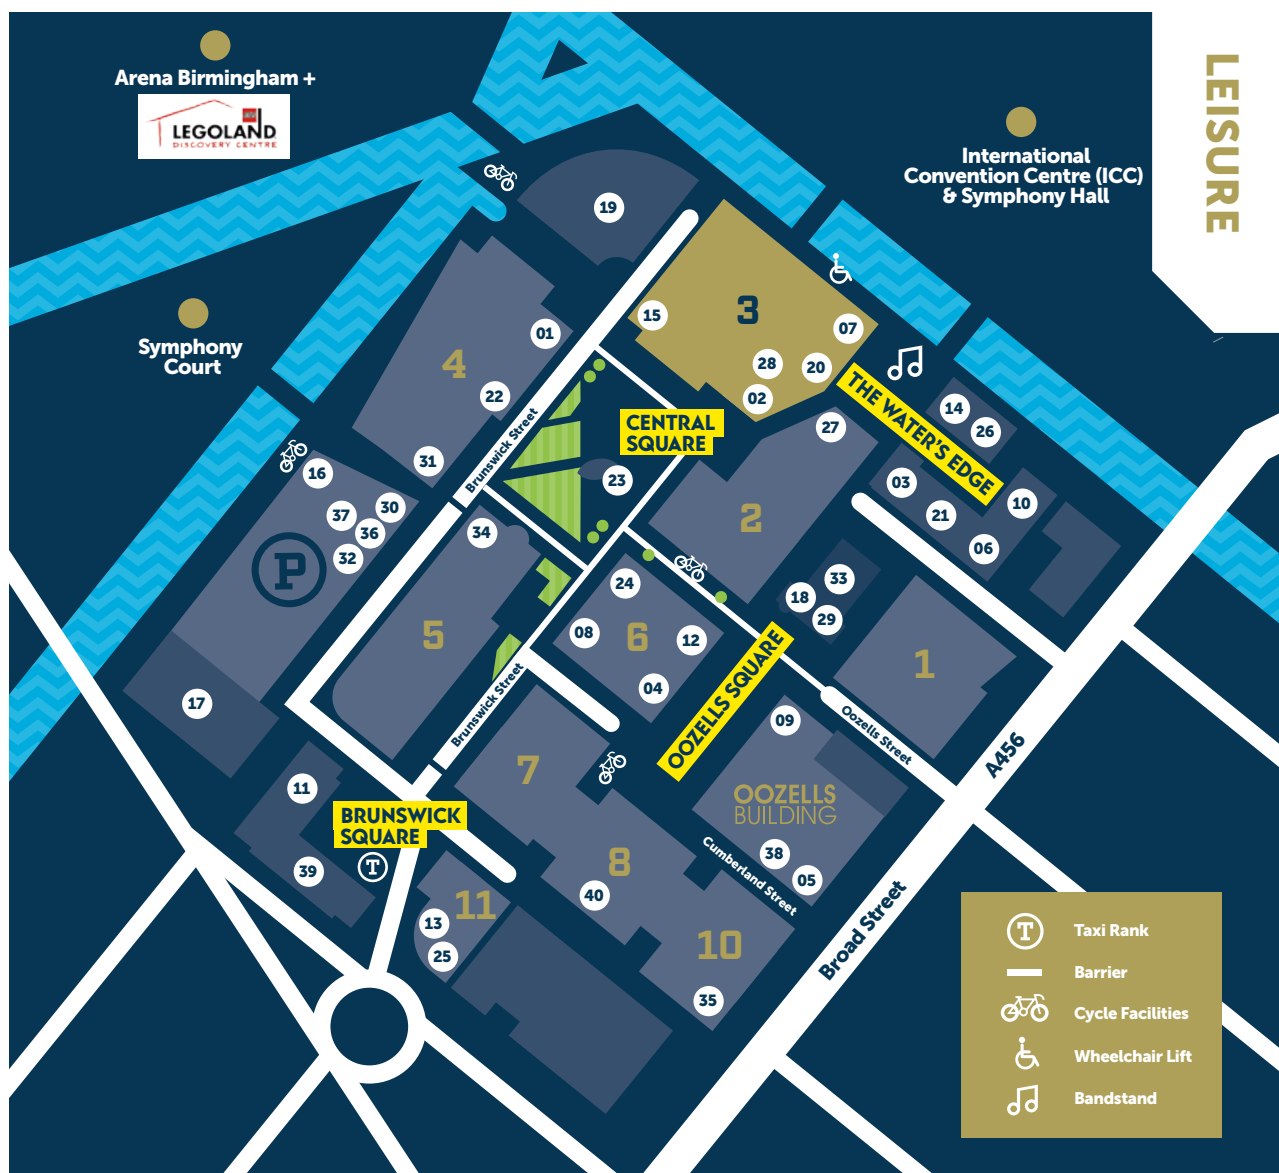 LEISURE
Arena Birmingham +
LEGO
LEGOLAND
DISCOVERY CENTRE
International
Convention Centre (ICC)
& Symphony Hall
19
15
3
07
28
20
02
Symphony
Court
01
4
22
31
Brunswick Street
CENTRAL
SQUARE
23
THE WATER'S EDGE
14
26
27
03
21
10
06
2
16
37
30
36
32
P
34
5
24
08
6
12
04
33
18
29
1
17
Brunswick Street
OOZELLS SQUARE
09
Oozells Street
A456
7
OOZELLS
BUILDING
11
BRUNSWICK
SQUARE
T
39
38
05
Cumberland Street
8
40
11
13
25
10
35
Broad Street
T
Taxi Rank
Barrier
Cycle Facilities
Wheelchair Lift
Bandstand